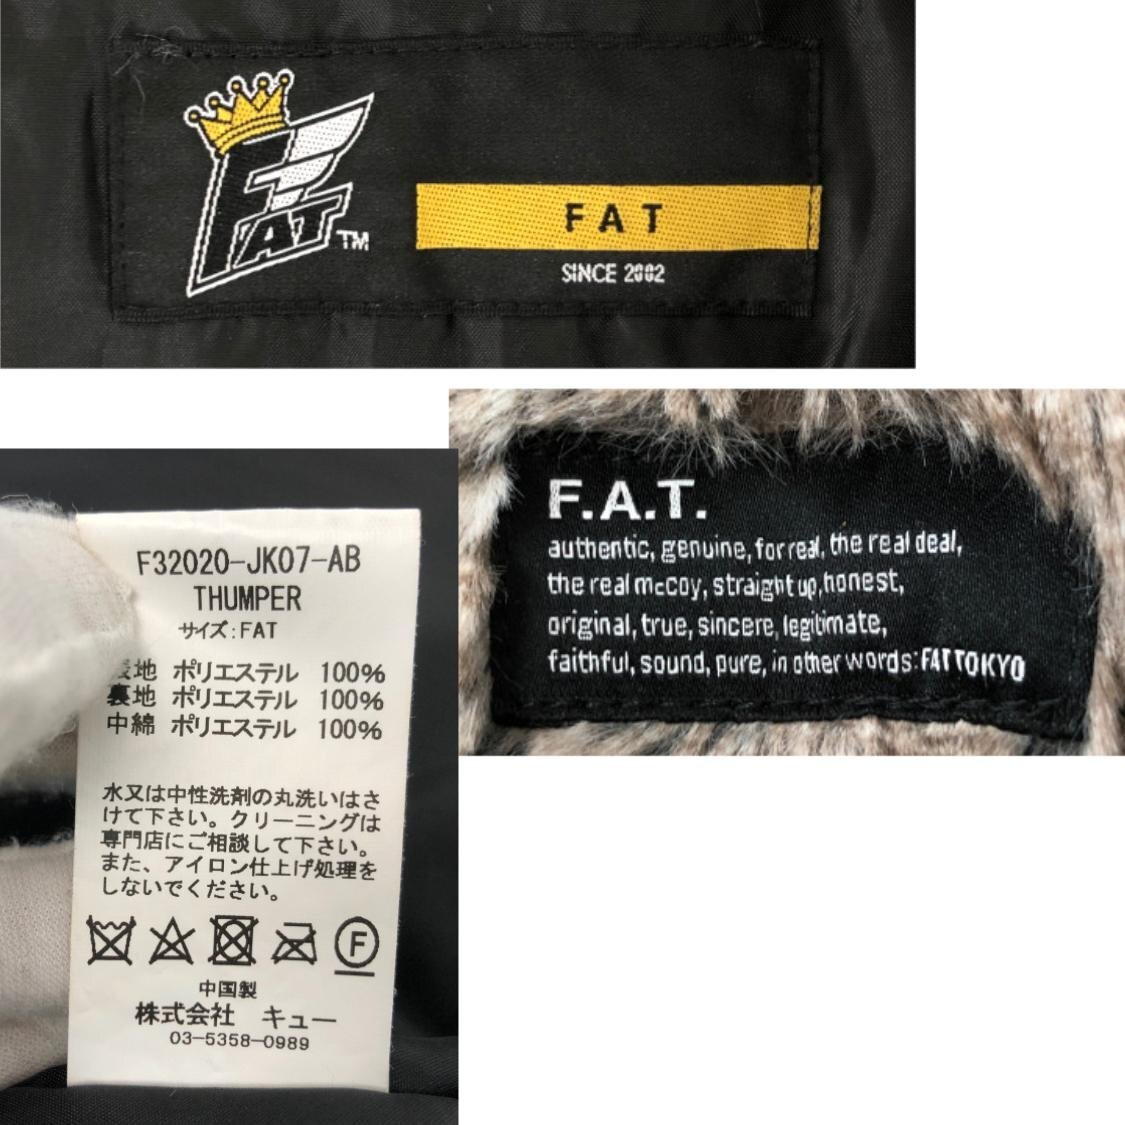 FAT TM
FAT
SINCE 2002
F.A.T.
authentic, genuine, for real, the real deal,
the real mcCoy, straight up, honest,
original, true, sincere, legitimate,
faithful, sound, pure, in other words: FAT TOKYO
F32020-JK07-AB
THUMPER
サイズ:FAT
表地 ポリエステル 100%
裏地 ポリエステル 100%
中綿 ポリエステル 100%
水又は中性洗剤の丸洗いはさ
けて下さい。クリーニングは
専門店にご相談して下さい。
また、アイロン仕上げ処理を
しないでください。
F
中国製
株式会社 キュー
03-5358-0989